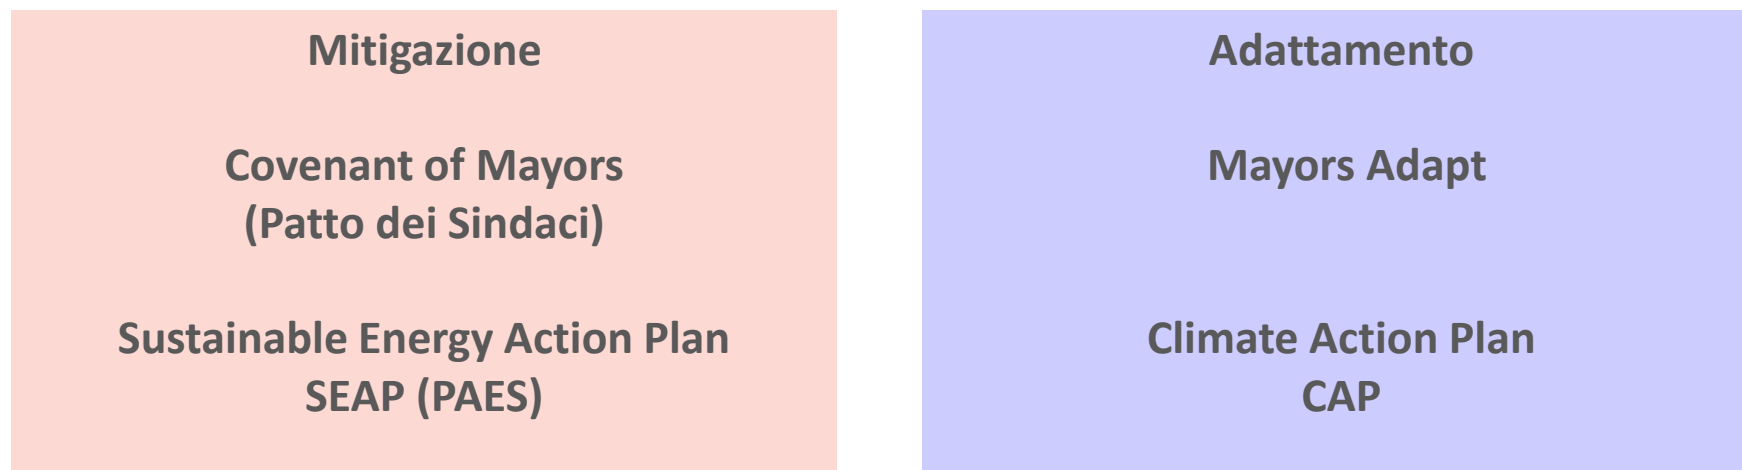 Mitigazione
Covenant of Mayors
(Patto dei Sindaci)
Sustainable Energy Action Plan
SEAP (PAES)
Adattamento
Mayors Adapt
Climate Action Plan
CAP